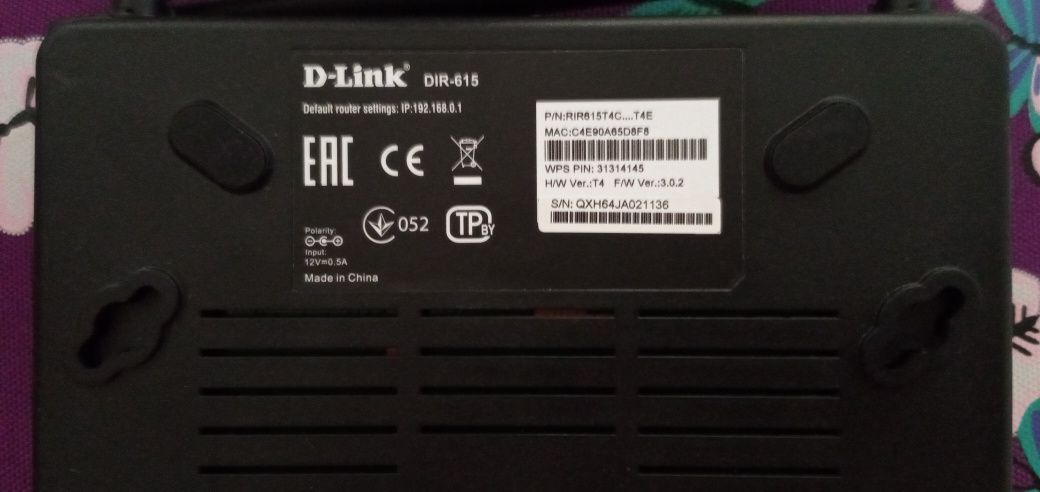 D-Link® DIR-615
Default router settings: IP:192.168.0.1
P/N:RIR615T4C....T4E
MAC:C4E90A65D8F8
WPS PIN: 31314145
H/W Ver.:T4 F/W Ver.:3.0.2
S/N: QXH64JA021136
EAC CE
052 TP BY
Polarity:
Input:
12V=0.5A
Made in China